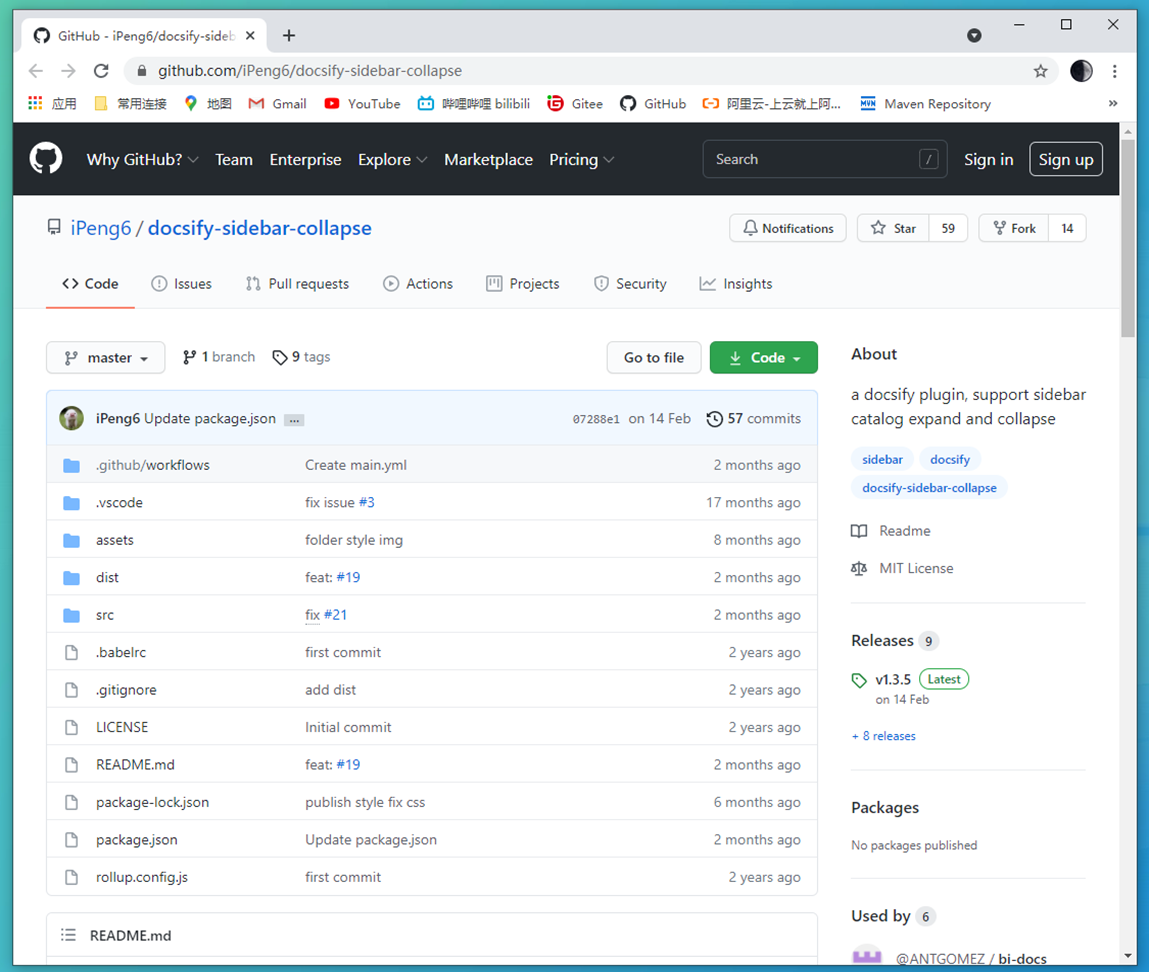 GitHub - iPeng6/docsify-sideb
github.com/iPeng6/docsify-sidebar-collapse
应用 常用连接 地图 Gmail YouTube 哔哩哔哩 bilibili Gitee GitHub 阿里云-上云就上阿... Maven Repository »
Why GitHub? Team Enterprise Explore Marketplace Pricing Search / Sign in Sign up
iPeng6 / docsify-sidebar-collapse Notifications Star 59 Fork 14
Code Issues Pull requests Actions Projects Security Insights
master 1 branch 9 tags Go to file Code
iPeng6 Update package.json ... 07288e1 on 14 Feb 57 commits
.github/workflows Create main.yml 2 months ago
.vscode fix issue #3 17 months ago
assets folder style img 8 months ago
dist feat: #19 2 months ago
src fix #21 2 months ago
.babelrc first commit 2 years ago
.gitignore add dist 2 years ago
LICENSE Initial commit 2 years ago
README.md feat: #19 2 months ago
package-lock.json publish style fix css 6 months ago
package.json Update package.json 2 months ago
rollup.config.js first commit 2 years ago
README.md
About
a docsify plugin, support sidebar
catalog expand and collapse
sidebar docsify
docsify-sidebar-collapse
Readme
MIT License
Releases 9
v1.3.5 Latest
on 14 Feb
+ 8 releases
Packages
No packages published
Used by 6
@ANTGOMEZ / bi-docs